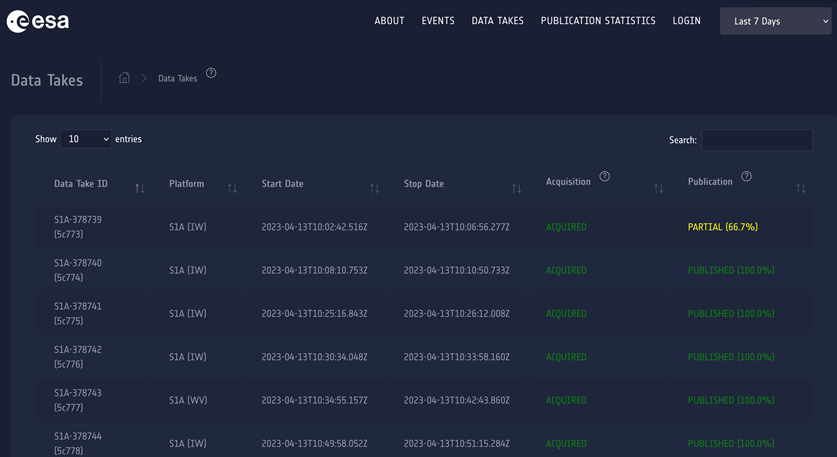 esa
ABOUT EVENTS DATA TAKES PUBLICATION STATISTICS LOGIN Last 7 Days
Data Takes Data Takes ?
Show 10 entries Search:
Data Take ID Platform Start Date Stop Date Acquisition ? Publication ?
S1A-378739
(5c773) S1A (IW) 2023-04-13T10:02:42.516Z 2023-04-13T10:06:56.277Z ACQUIRED PARTIAL (66.7%)
S1A-378740
(5c774) S1A (IW) 2023-04-13T10:08:10.753Z 2023-04-13T10:10:50.733Z ACQUIRED PUBLISHED (100.0%)
S1A-378741
(5c775) S1A (IW) 2023-04-13T10:25:16.843Z 2023-04-13T10:26:12.008Z ACQUIRED PUBLISHED (100.0%)
S1A-378742
(5c776) S1A (IW) 2023-04-13T10:30:34.048Z 2023-04-13T10:33:58.160Z ACQUIRED PUBLISHED (100.0%)
S1A-378743
(5c777) S1A (WV) 2023-04-13T10:34:55.157Z 2023-04-13T10:42:43.860Z ACQUIRED PUBLISHED (100.0%)
S1A-378744
(5c778) S1A (IW) 2023-04-13T10:49:58.052Z 2023-04-13T10:51:15.284Z ACQUIRED PUBLISHED (100.0%)